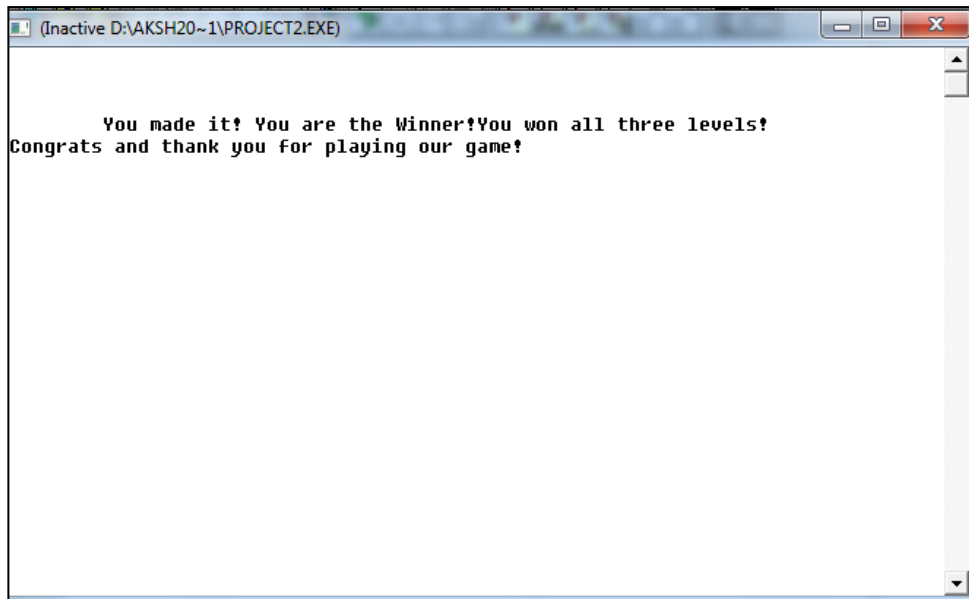 (Inactive D:\AKSH20~1\PROJECT2.EXE)
You made it! You are the Winner!You won all three levels!
Congrats and thank you for playing our game!